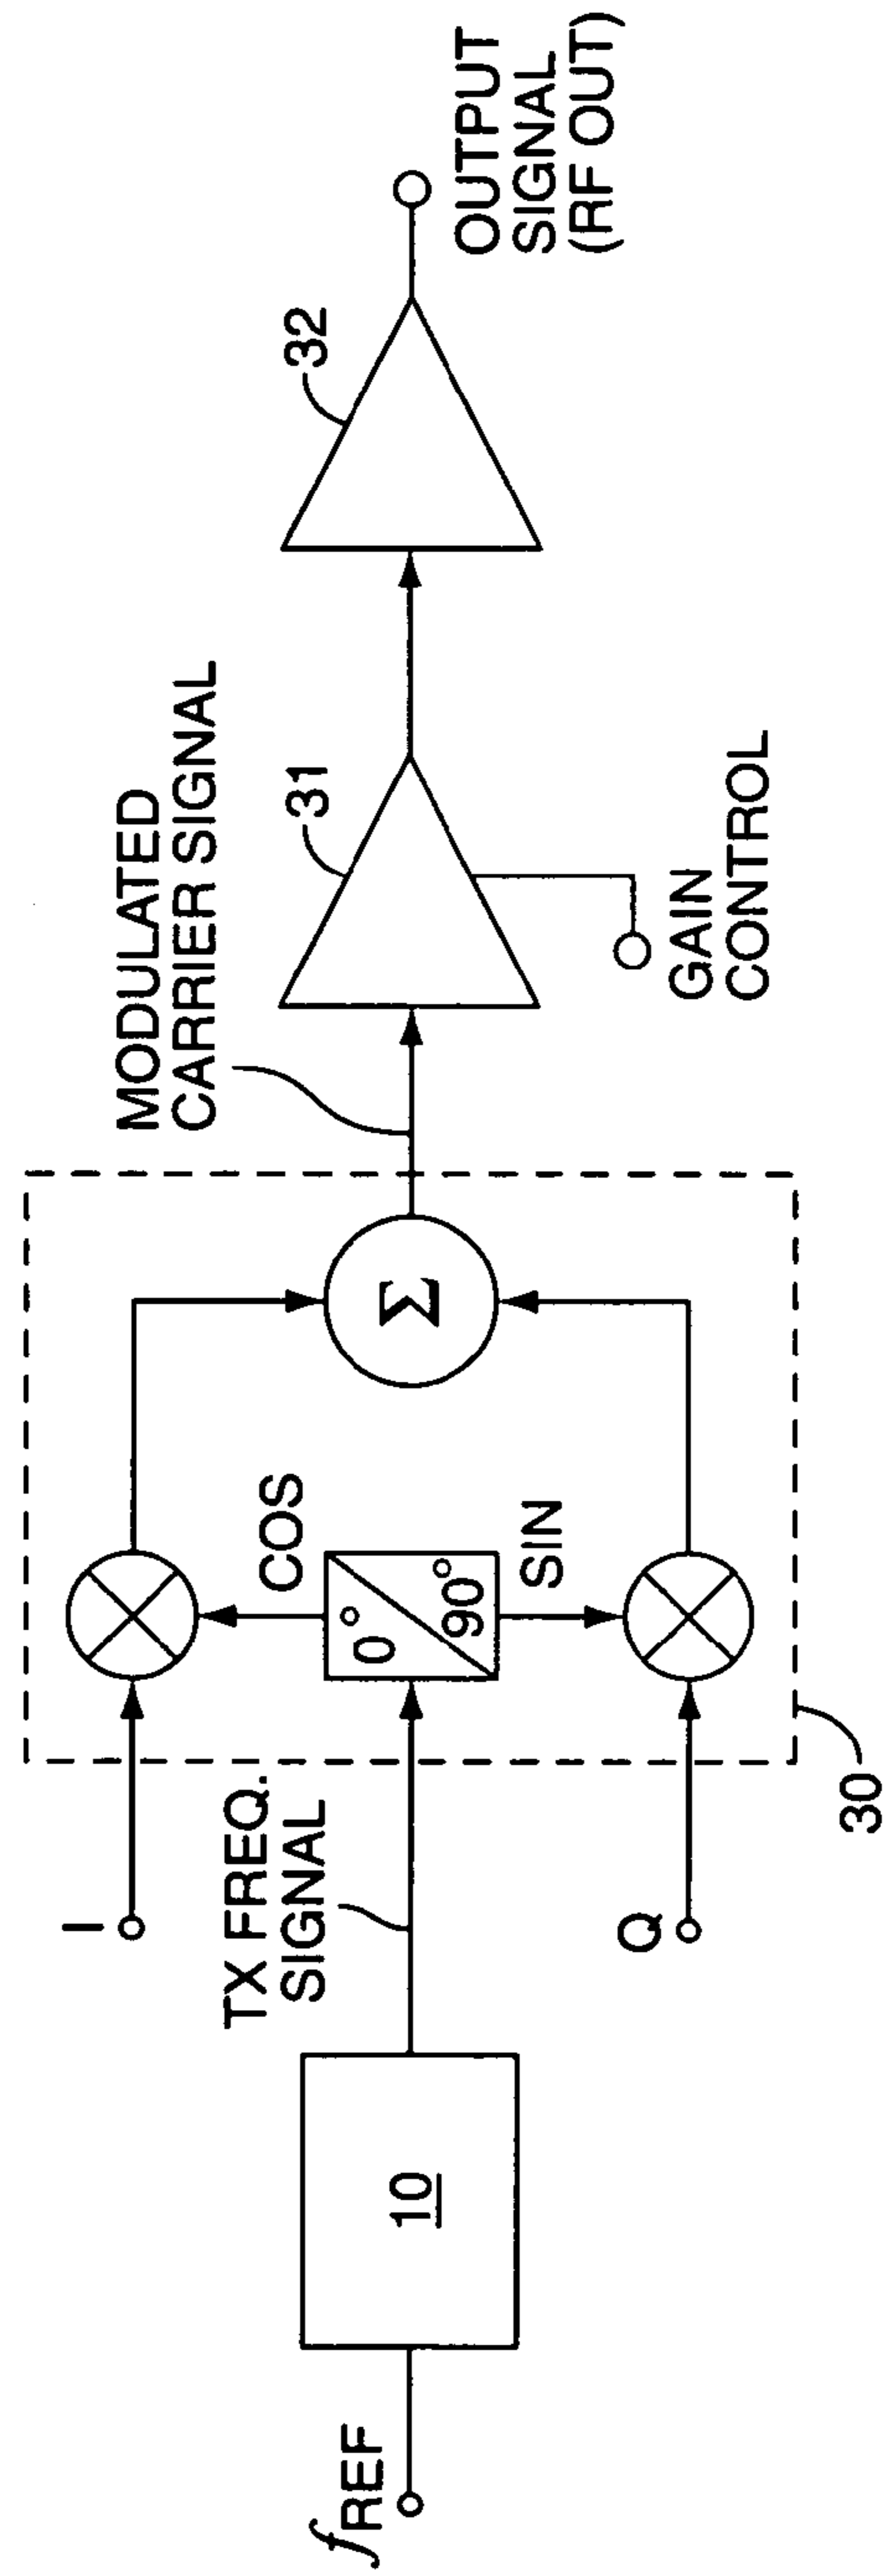 fREF
10
TX FREQ.
SIGNAL
I
Q
0°
90°
COS
SIN
Σ
30
MODULATED
CARRIER SIGNAL
31
GAIN
CONTROL
32
OUTPUT
SIGNAL
(RF OUT)